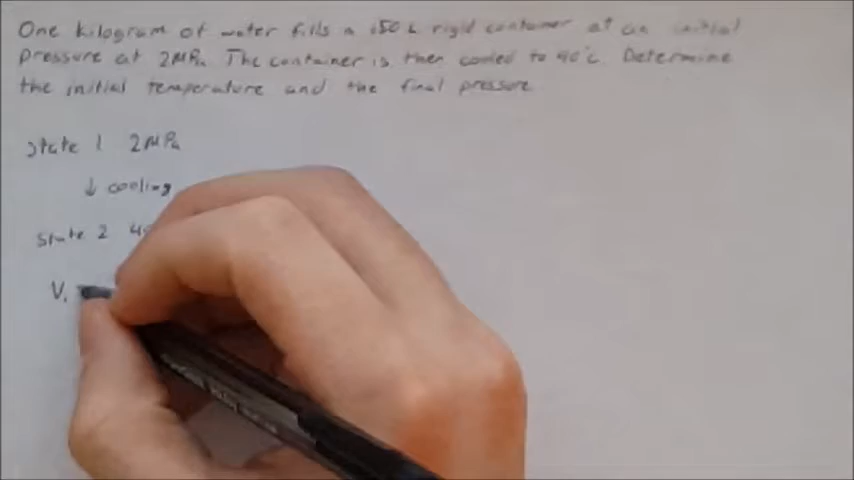 One kilogram of water fills a 150 L rigid container at an initial
pressure at 2MPa The container is then cooled to 40°C Determine
the initial temperature and the final pressure
State 1 2MPa
↓ cooling
State 2
V₁